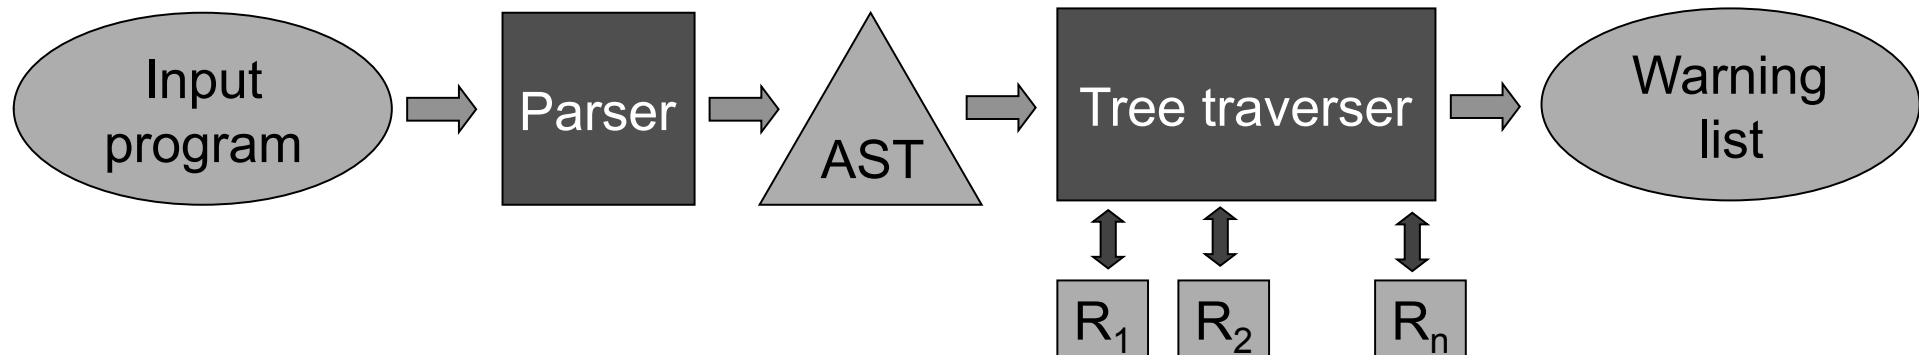 Input
program
Parser
AST
Tree traverser
Warning
list
R₁
R₂
Rₙ